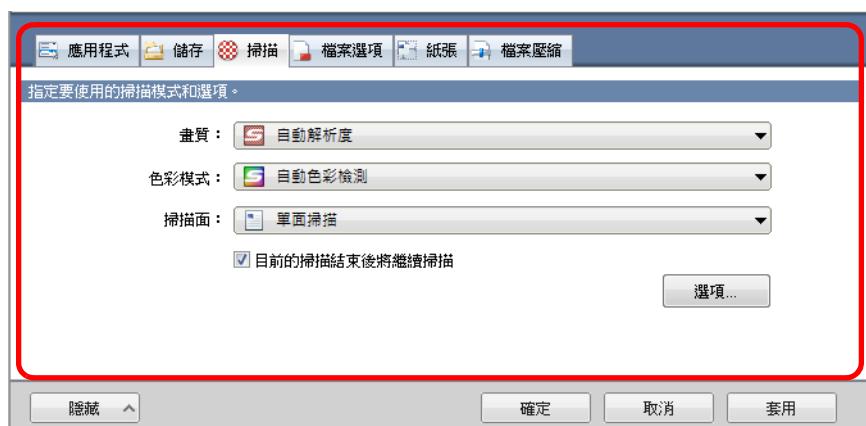 應用程式 儲存 掃描 檔案選項 紙張 檔案壓縮
指定要使用的掃描模式和選項。
畫質： 自動解析度
色彩模式： 自動色彩檢測
掃描面： 單面掃描
目前的掃描結束後將繼續掃描
選項...
隱藏 確定 取消 套用